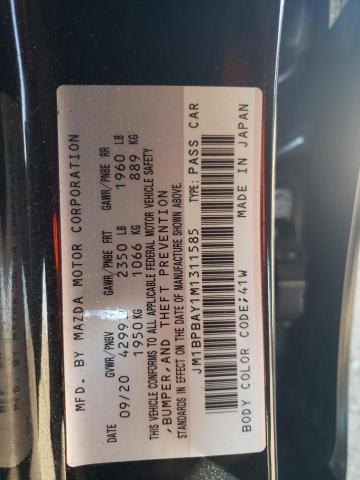 MFD. BY MAZDA MOTOR CORPORATION
DATE GVWR/PNBV GAWR/PNBE FRT GAWR/PNBE RR
09/20 4299 2350 LB 1960 LB
1950 KG 1066 KG 889 KG
THIS VEHICLE CONFORMS TO ALL APPLICABLE FEDERAL MOTOR VEHICLE SAFETY
,BUMPER,AND THEFT PREVENTION
STANDARDS IN EFFECT ON THE DATE OF MANUFACTURE SHOWN ABOVE.
JM1BPBAY1M1311585 TYPE: PASS CAR
BODY COLOR CODE;41W MADE IN JAPAN